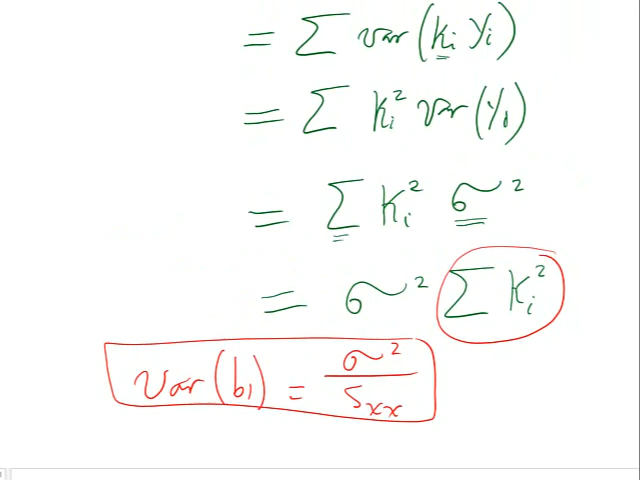 = Σ var(kᵢ yᵢ)
= Σ kᵢ² var(yᵢ)
= Σ kᵢ² σ²
= σ² Σ kᵢ²
var(b₁) = σ² / Sₓₓ